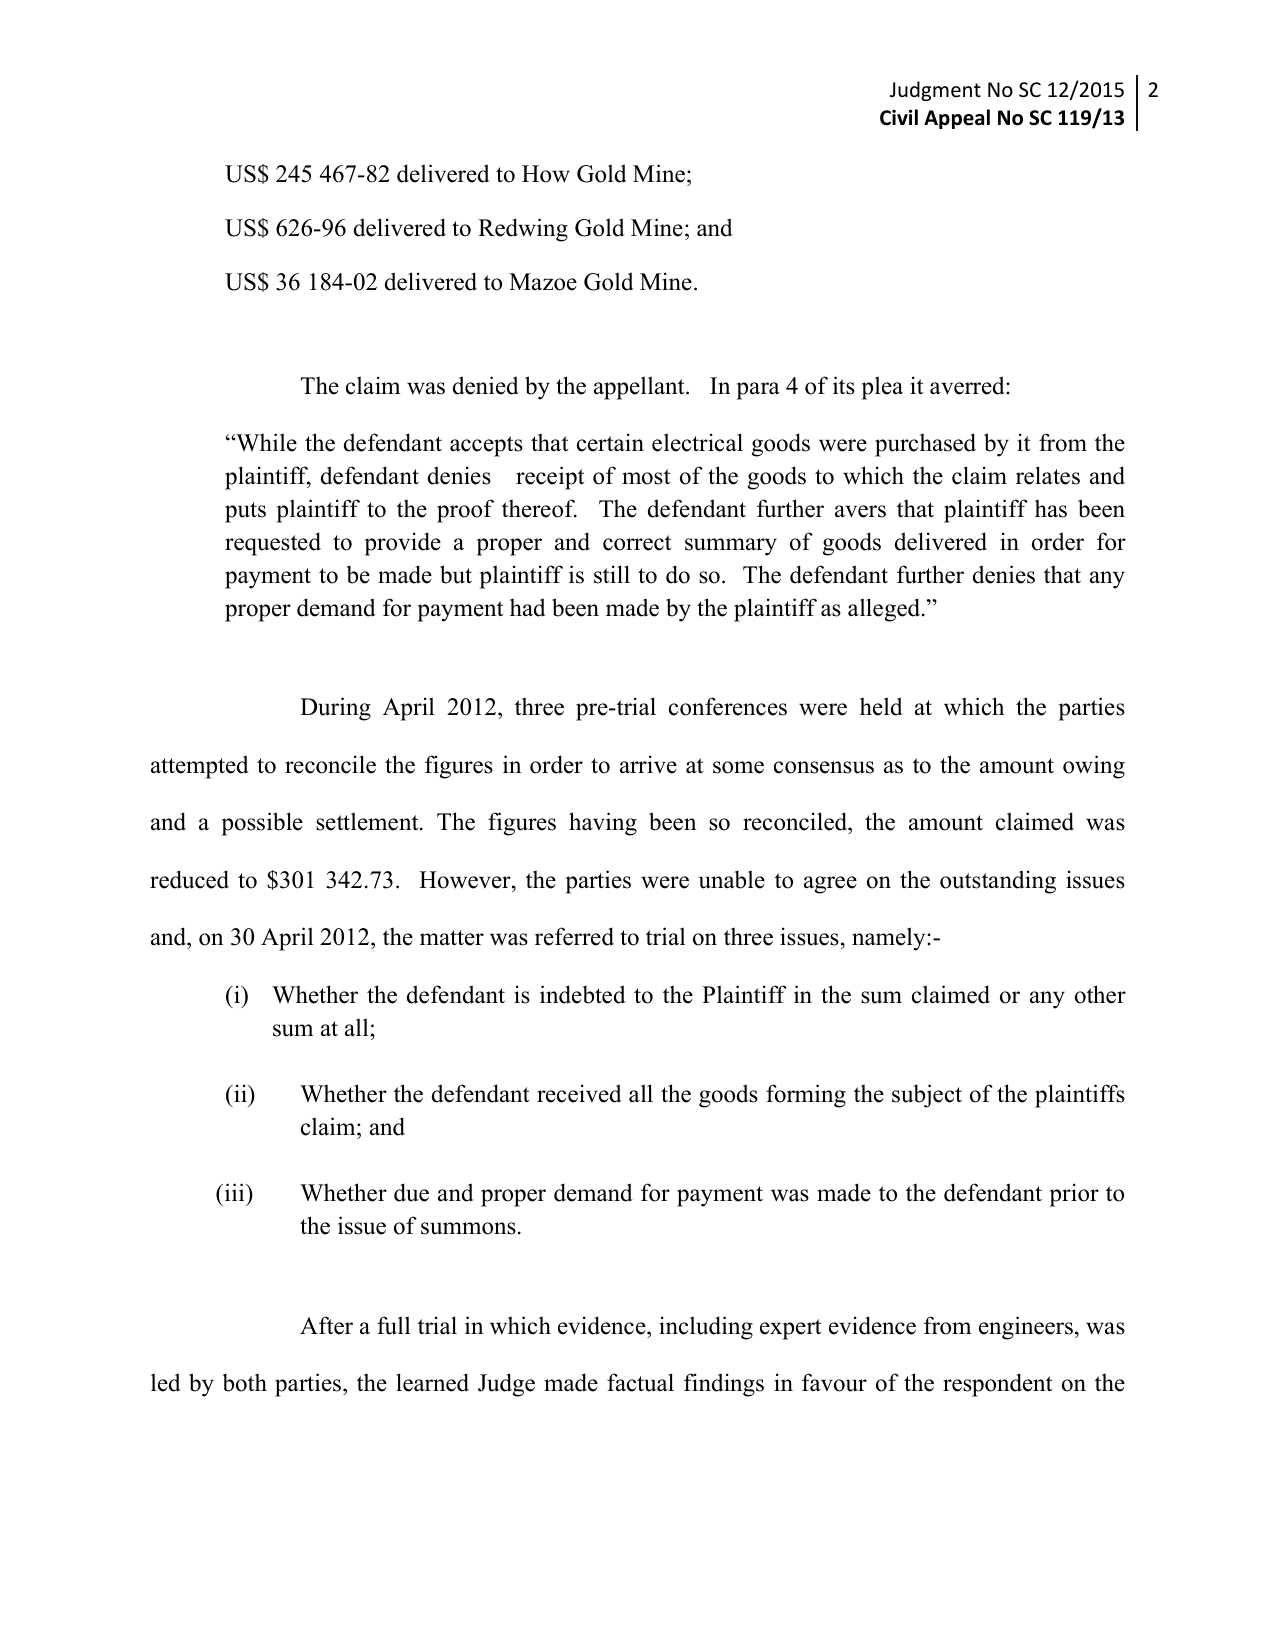 Judgment No SC 12/2015 2
Civil Appeal No SC 119/13
US$ 245 467-82 delivered to How Gold Mine;
US$ 626-96 delivered to Redwing Gold Mine; and
US$ 36 184-02 delivered to Mazoe Gold Mine.
The claim was denied by the appellant. In para 4 of its plea it averred:
“While the defendant accepts that certain electrical goods were purchased by it from the
plaintiff, defendant denies receipt of most of the goods to which the claim relates and
puts plaintiff to the proof thereof. The defendant further avers that plaintiff has been
requested to provide a proper and correct summary of goods delivered in order for
payment to be made but plaintiff is still to do so. The defendant further denies that any
proper demand for payment had been made by the plaintiff as alleged.”
During April 2012, three pre-trial conferences were held at which the parties
attempted to reconcile the figures in order to arrive at some consensus as to the amount owing
and a possible settlement. The figures having been so reconciled, the amount claimed was
reduced to $301 342.73. However, the parties were unable to agree on the outstanding issues
and, on 30 April 2012, the matter was referred to trial on three issues, namely:-
(i) Whether the defendant is indebted to the Plaintiff in the sum claimed or any other
sum at all;
(ii) Whether the defendant received all the goods forming the subject of the plaintiffs
claim; and
(iii) Whether due and proper demand for payment was made to the defendant prior to
the issue of summons.
After a full trial in which evidence, including expert evidence from engineers, was
led by both parties, the learned Judge made factual findings in favour of the respondent on the